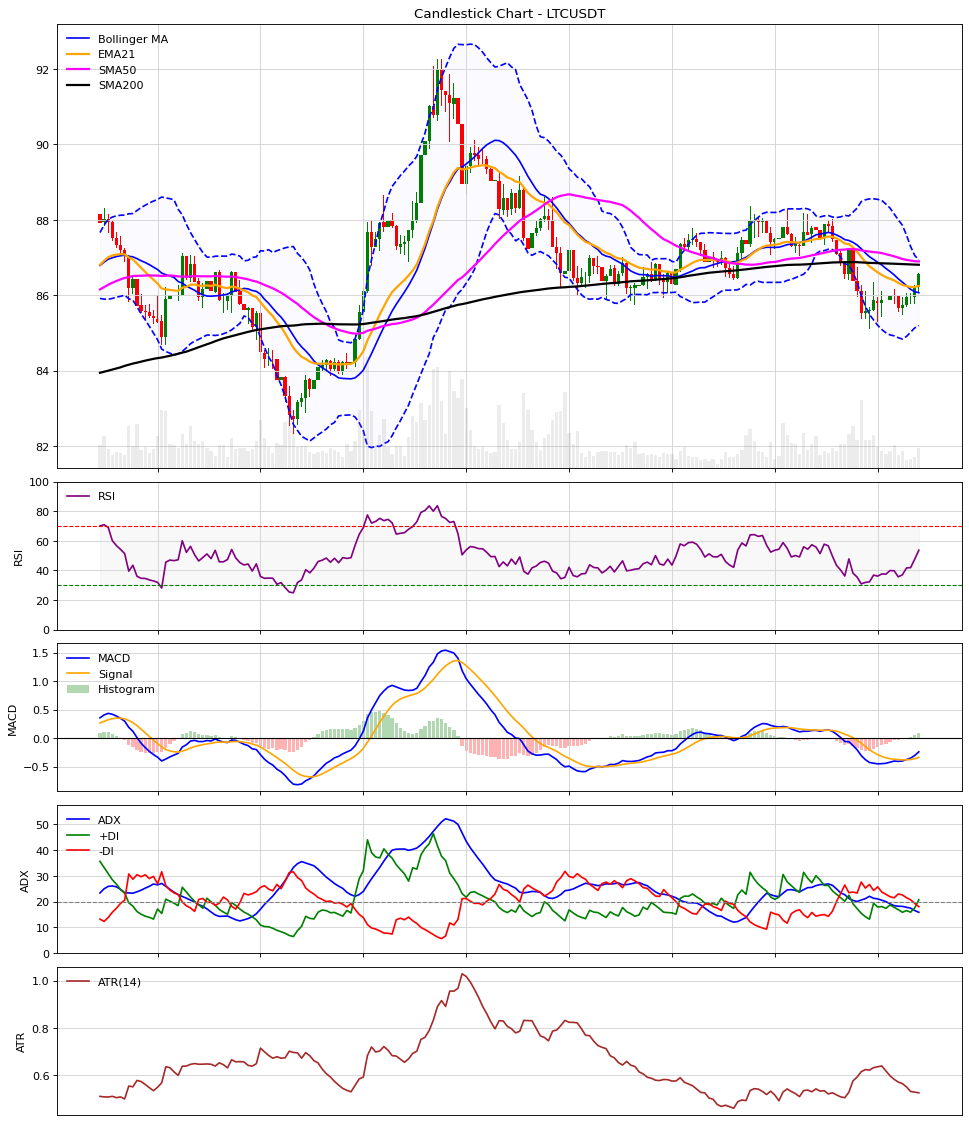 Candlestick Chart - LTCUSDT
Bollinger MA
EMA21
SMA50
SMA200
92
90
88
86
84
82
RSI
RSI
100
80
60
40
20
0
MACD
Signal
Histogram
MACD
1.5
1.0
0.5
0.0
−0.5
ADX
+DI
-DI
ADX
50
40
30
20
10
0
ATR(14)
ATR
1.0
0.8
0.6